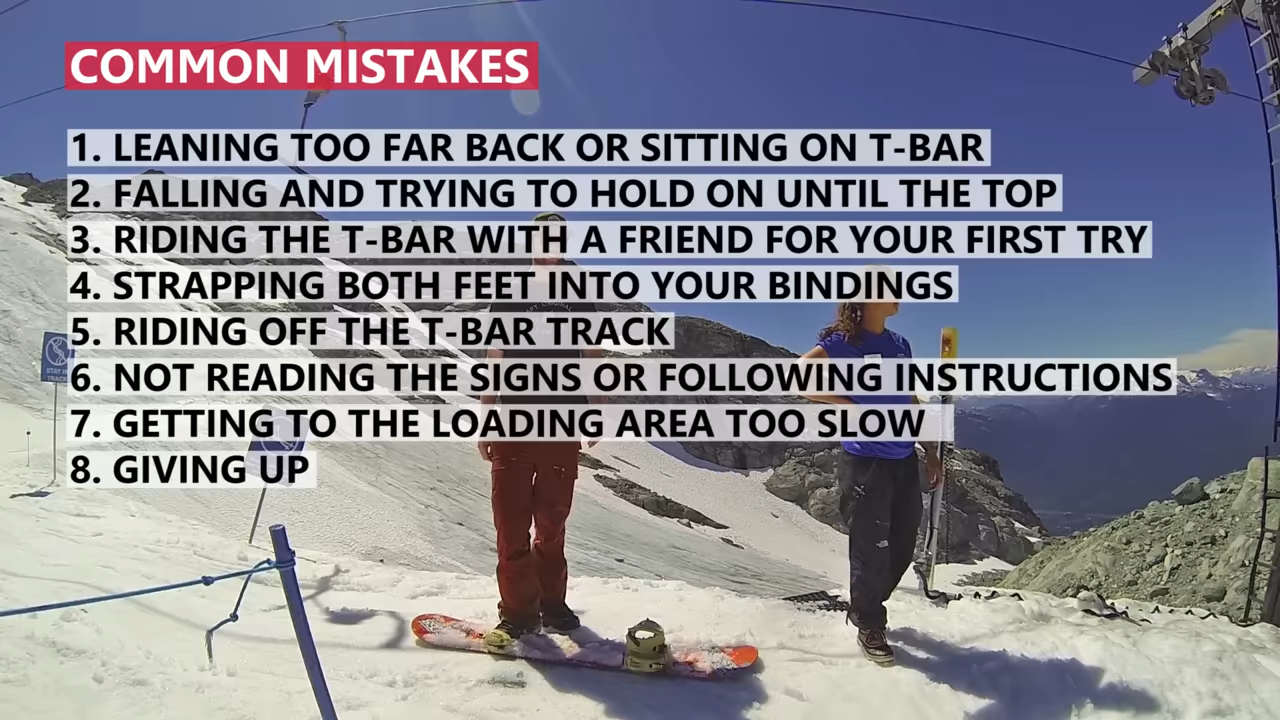 COMMON MISTAKES
1. LEANING TOO FAR BACK OR SITTING ON T-BAR
2. FALLING AND TRYING TO HOLD ON UNTIL THE TOP
3. RIDING THE T-BAR WITH A FRIEND FOR YOUR FIRST TRY
4. STRAPPING BOTH FEET INTO YOUR BINDINGS
5. RIDING OFF THE T-BAR TRACK
6. NOT READING THE SIGNS OR FOLLOWING INSTRUCTIONS
7. GETTING TO THE LOADING AREA TOO SLOW
8. GIVING UP
STAY IN
TRACK